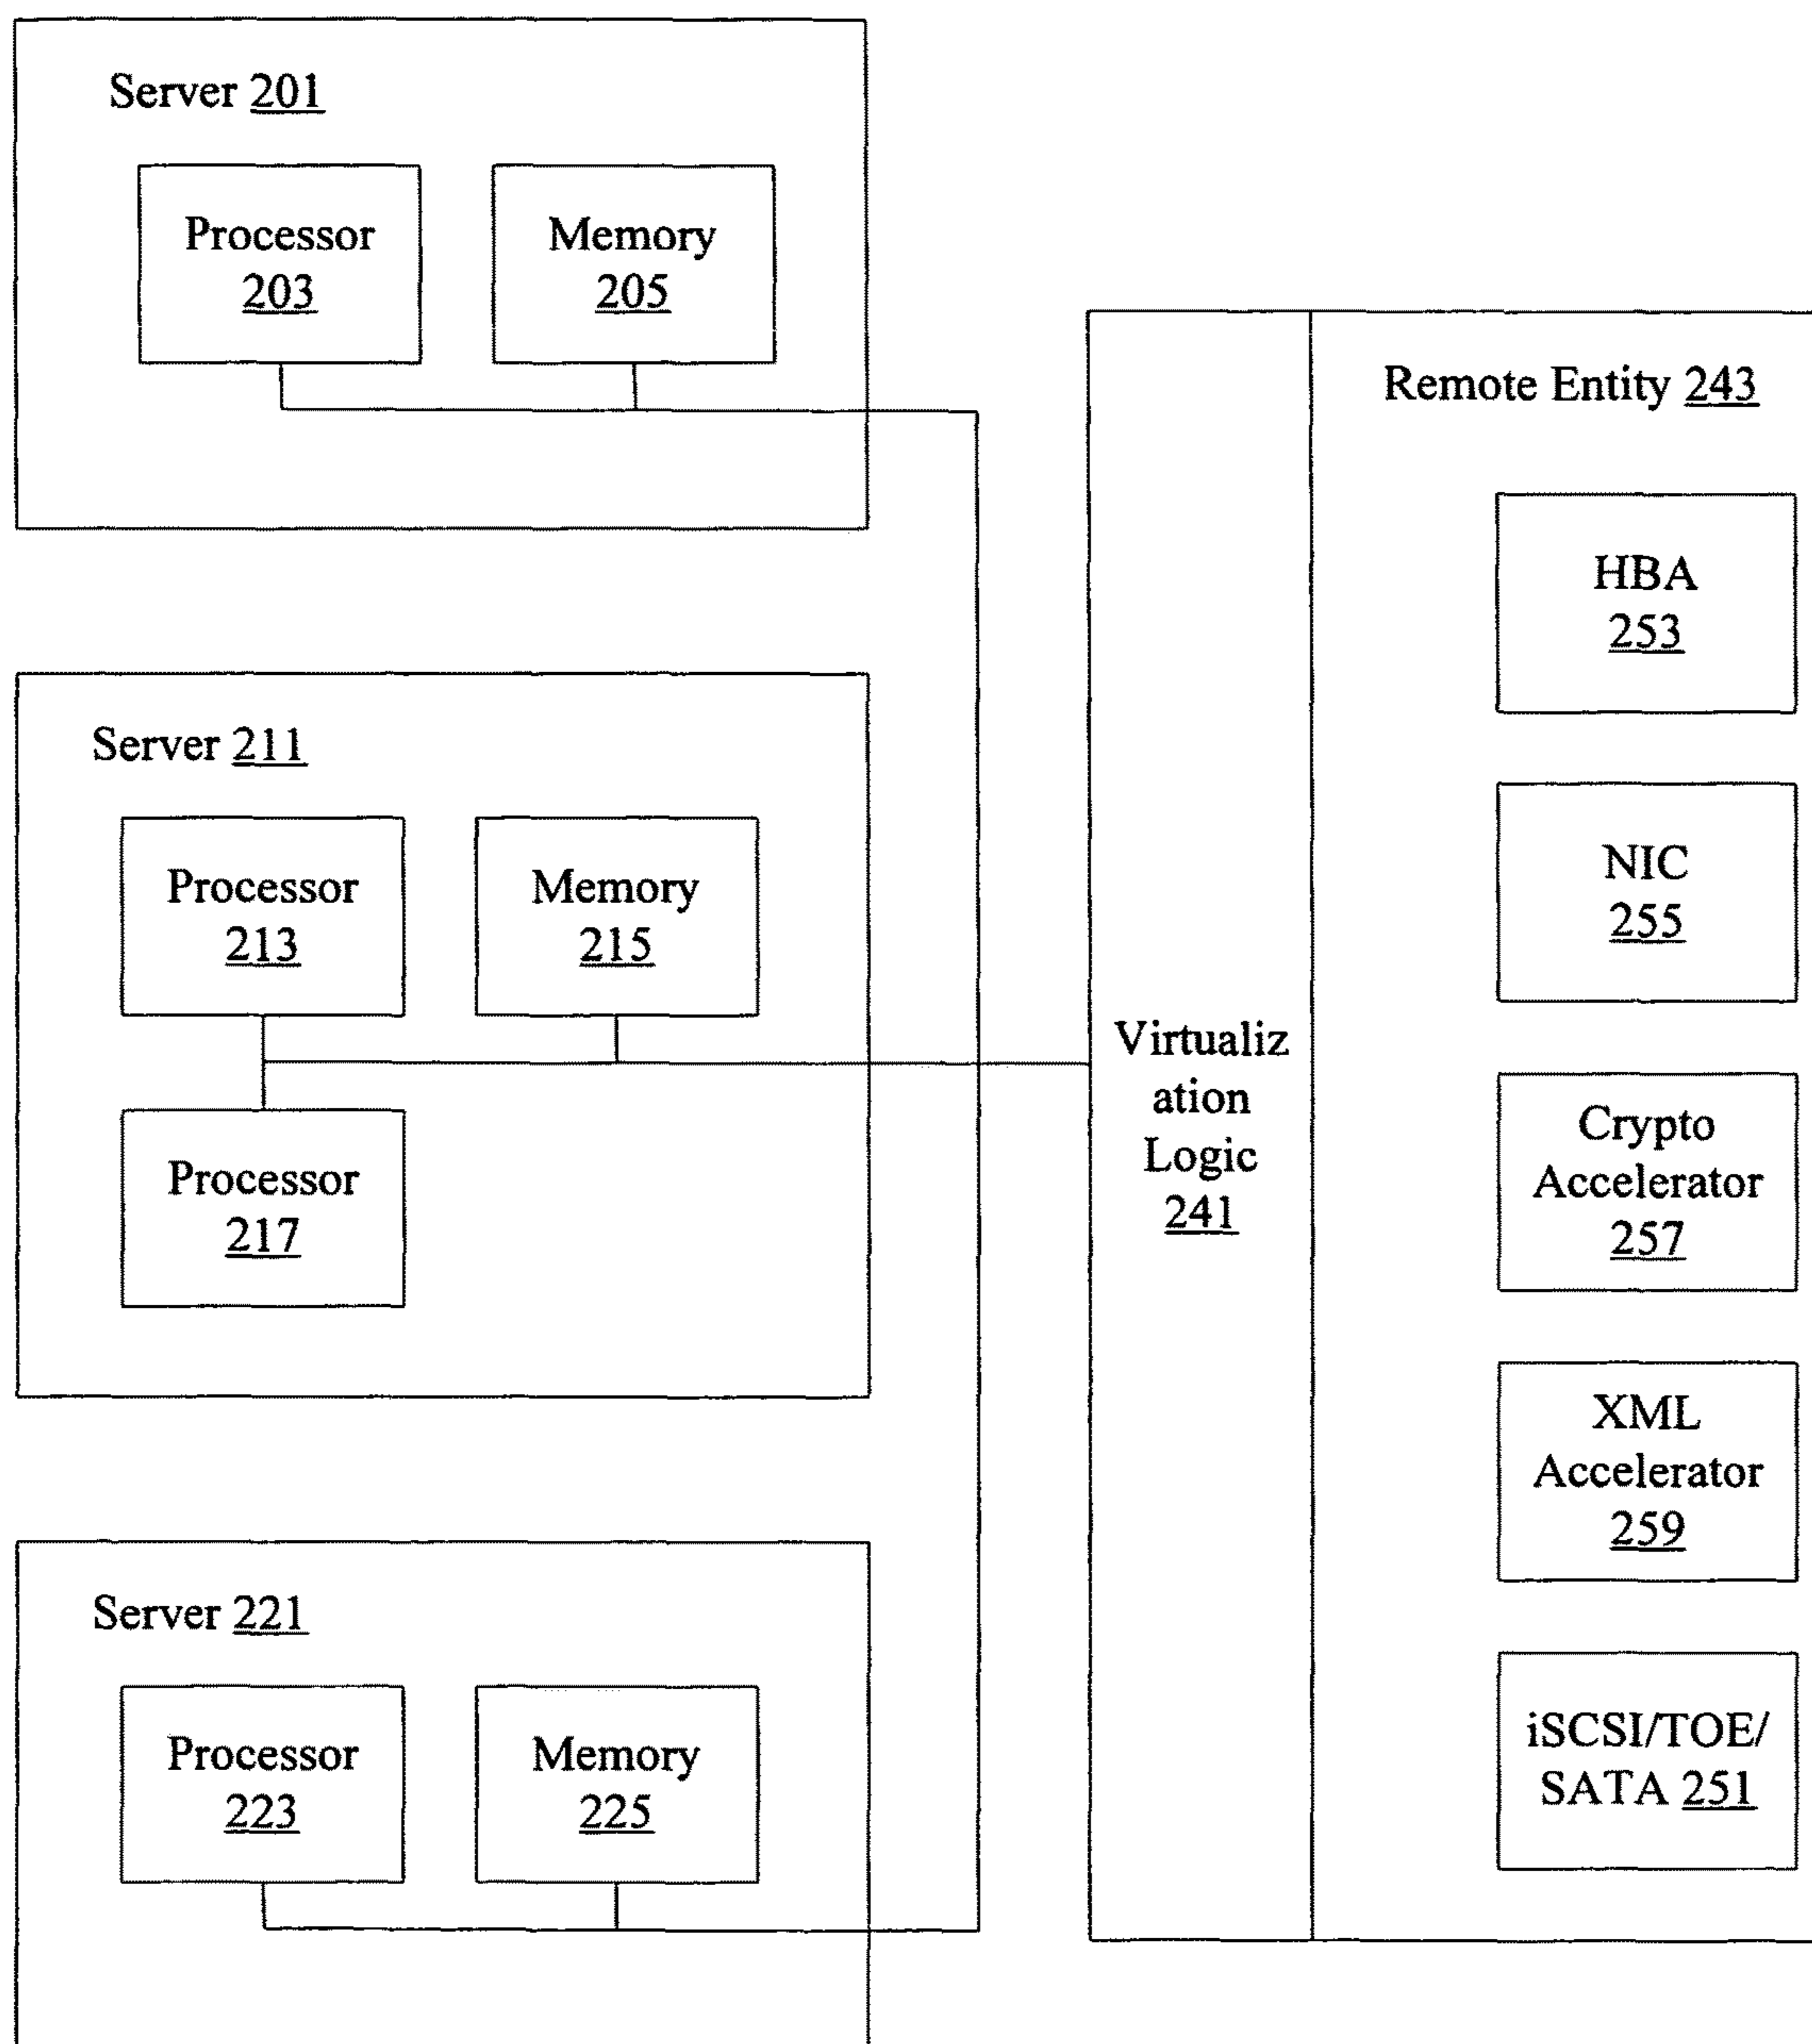 Server 201
Processor
203
Memory
205
Server 211
Processor
213
Memory
215
Processor
217
Server 221
Processor
223
Memory
225
Virtualiz
ation
Logic
241
Remote Entity 243
HBA
253
NIC
255
Crypto
Accelerator
257
XML
Accelerator
259
iSCSI/TOE/
SATA 251